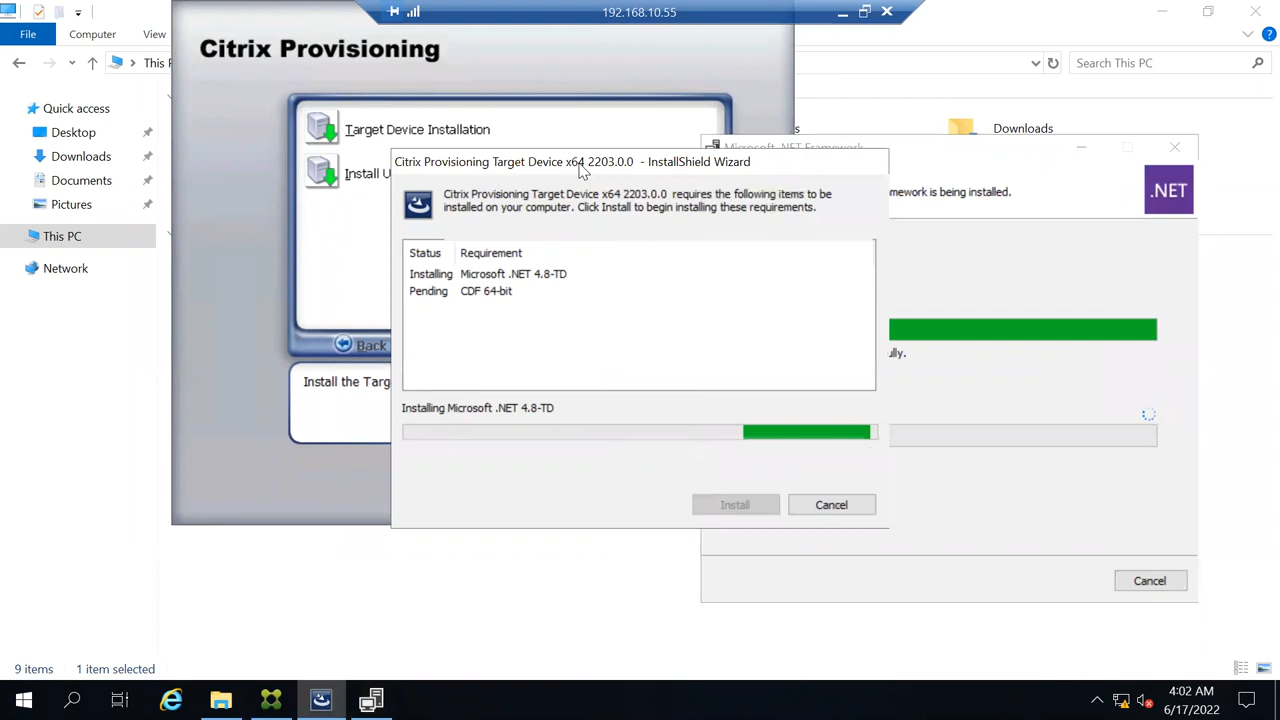 192.168.10.55
File
Computer
View
This P
Search This PC
Citrix Provisioning
Target Device Installation
Install U
Back
Install the Targ
Quick access
Desktop
Downloads
Documents
Pictures
This PC
Network
s
Downloads
Microsoft .NET Framework
mework is being installed.
.NET
ully.
Cancel
Citrix Provisioning Target Device x64 2203.0.0 - InstallShield Wizard
Citrix Provisioning Target Device x64 2203.0.0 requires the following items to be
installed on your computer. Click Install to begin installing these requirements.
Status Requirement
Installing Microsoft .NET 4.8-TD
Pending CDF 64-bit
Installing Microsoft .NET 4.8-TD
Install
Cancel
9 items 1 item selected
4:02 AM
6/17/2022